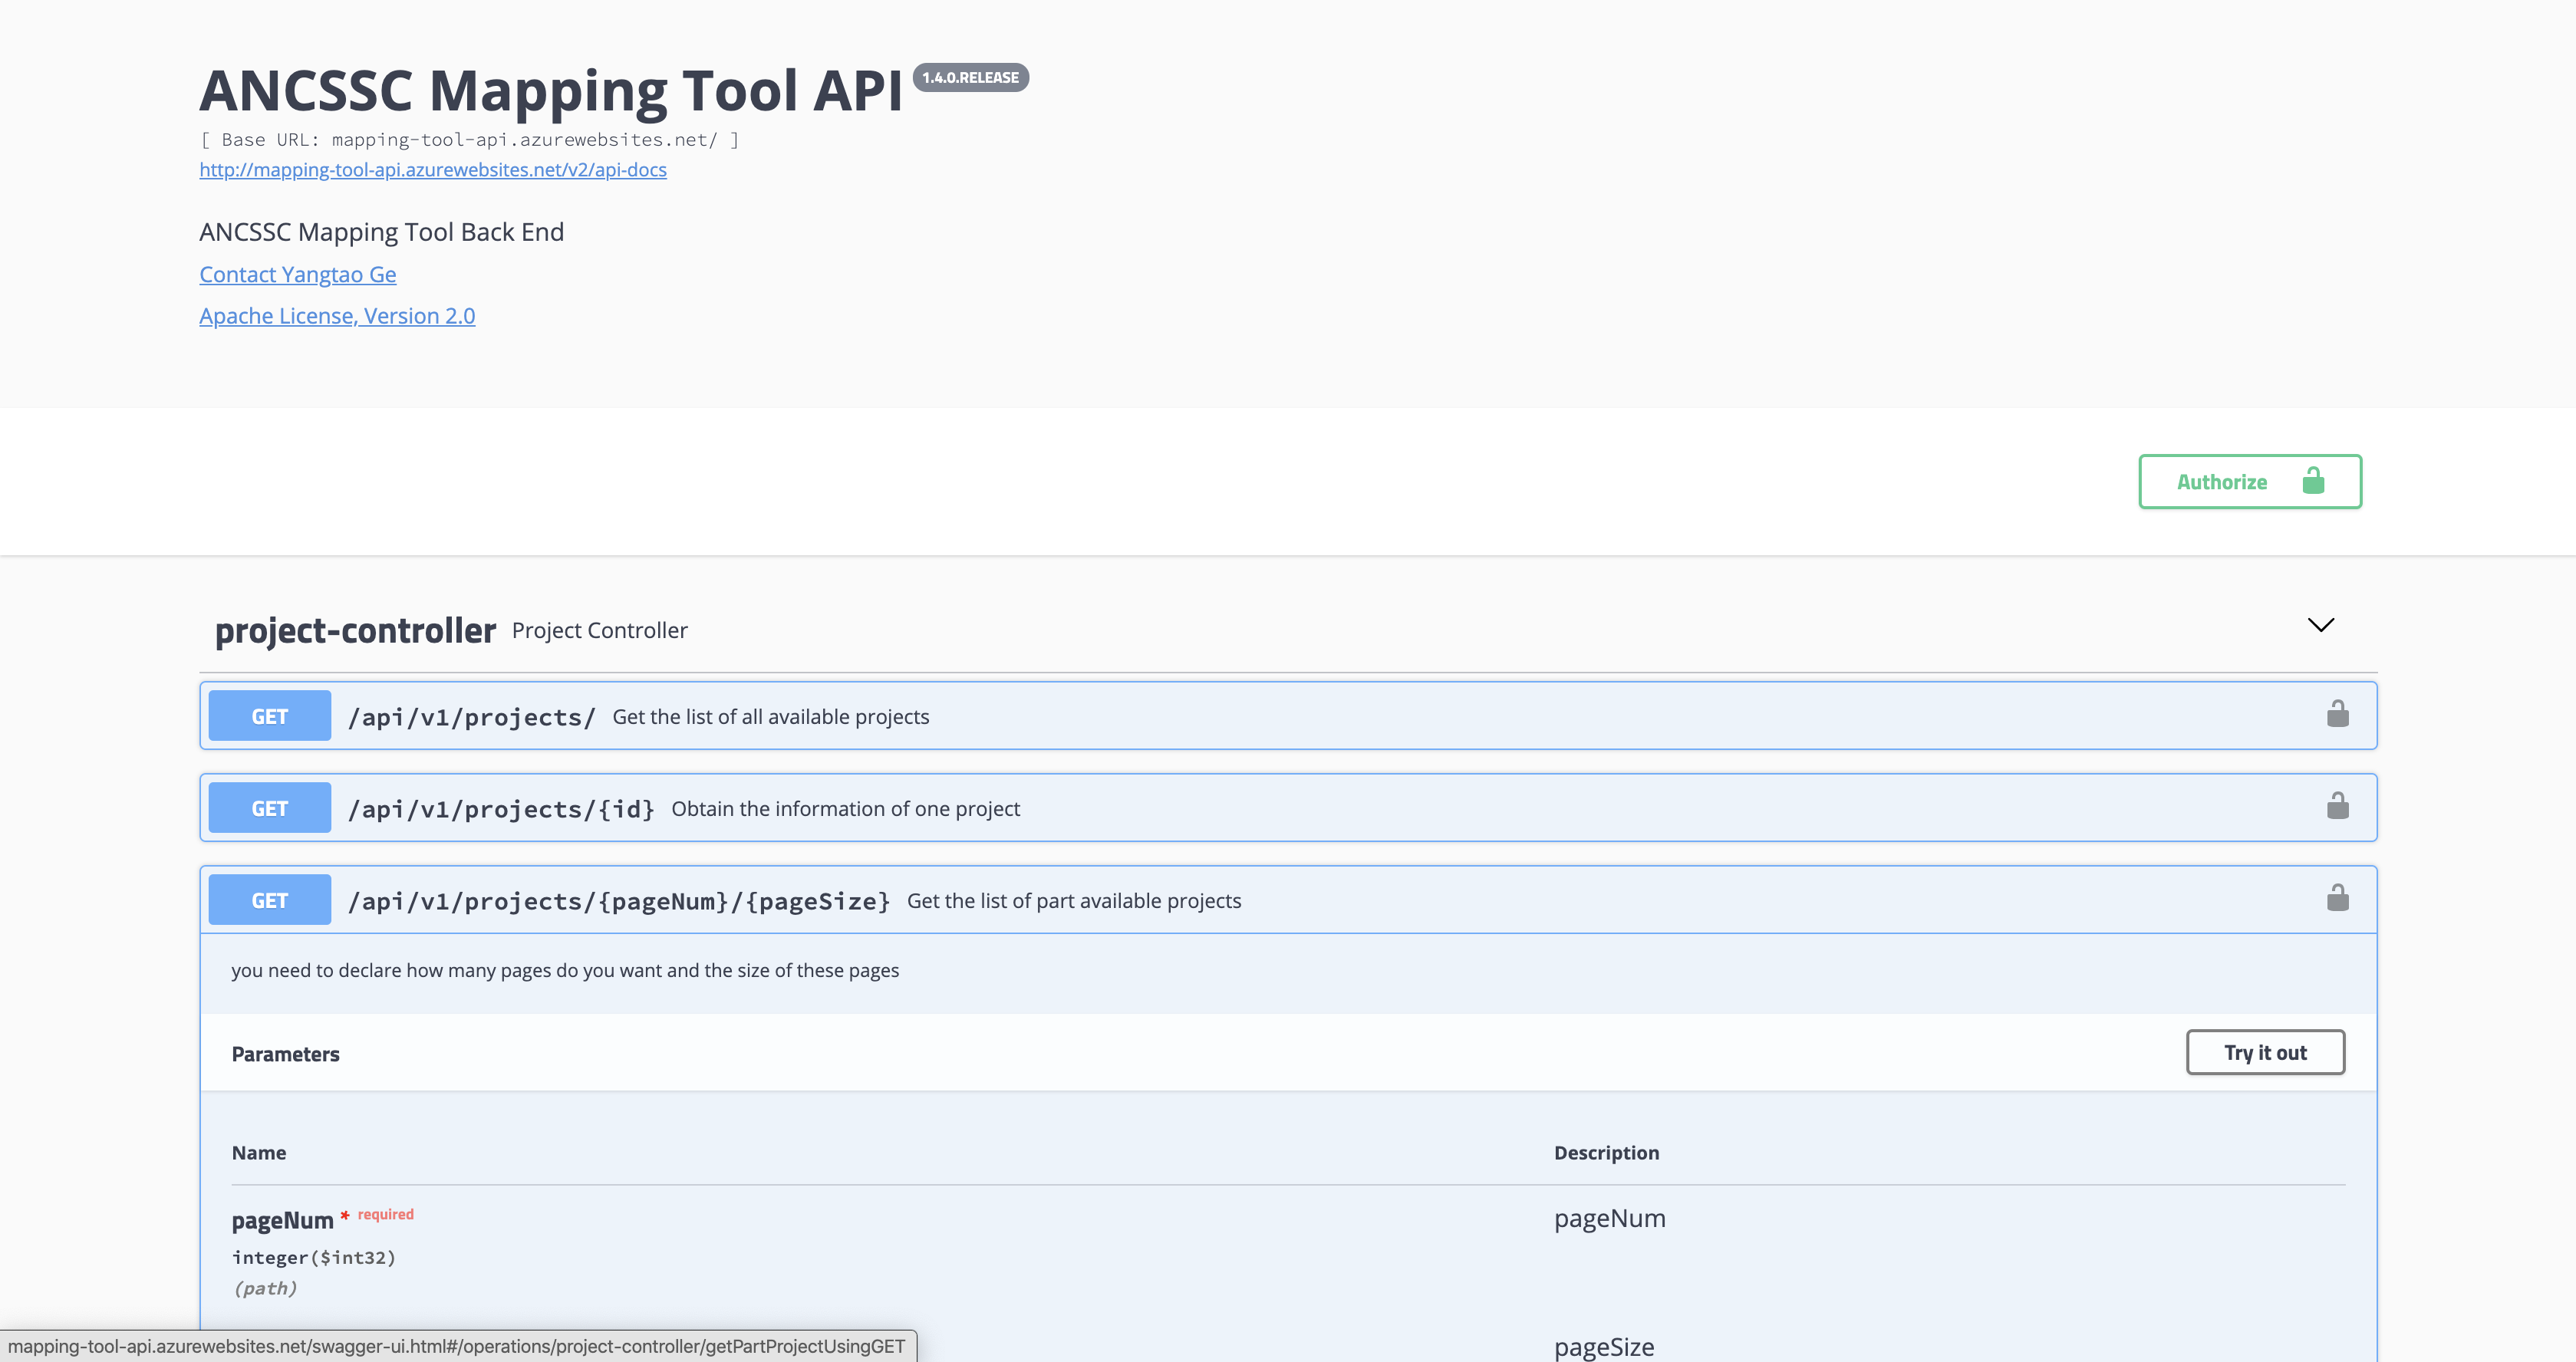 ANCSSC Mapping Tool API 1.4.0.RELEASE
[ Base URL: mapping-tool-api.azurewebsites.net/ ]
http://mapping-tool-api.azurewebsites.net/v2/api-docs
ANCSSC Mapping Tool Back End
Contact Yangtao Ge
Apache License, Version 2.0
Authorize
project-controller Project Controller
GET /api/v1/projects/ Get the list of all available projects
GET /api/v1/projects/{id} Obtain the information of one project
GET /api/v1/projects/{pageNum}/{pageSize} Get the list of part available projects
you need to declare how many pages do you want and the size of these pages
Parameters Try it out
Name Description
pageNum * required pageNum
integer($int32)
(path)
pageSize
mapping-tool-api.azurewebsites.net/swagger-ui.html#/operations/project-controller/getPartProjectUsingGET